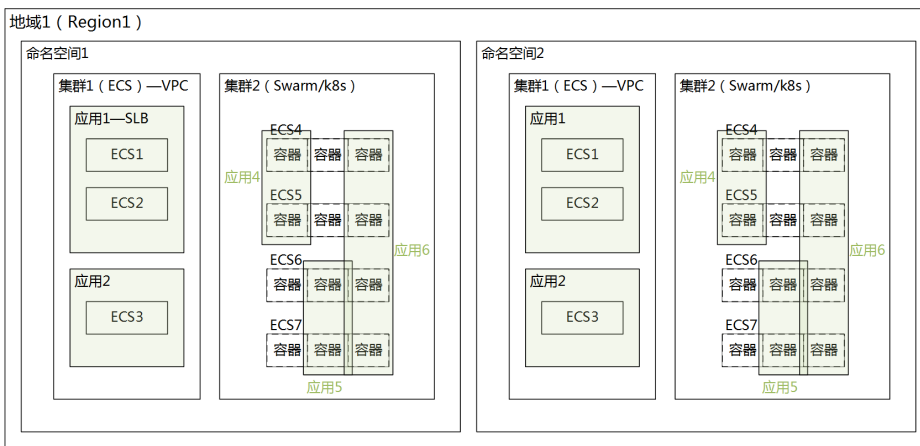 地域1（Region1）
命名空间1
集群1（ECS）—VPC
应用1—SLB
ECS1
ECS2
应用2
ECS3
集群2（Swarm/k8s）
ECS4
容器 容器 容器
应用4
ECS5
容器 容器 容器
应用6
ECS6
容器 容器 容器
ECS7
容器 容器 容器
应用5
命名空间2
集群1（ECS）—VPC
应用1
ECS1
ECS2
应用2
ECS3
集群2（Swarm/k8s）
ECS4
容器 容器 容器
应用4
ECS5
容器 容器 容器
应用6
ECS6
容器 容器 容器
ECS7
容器 容器 容器
应用5